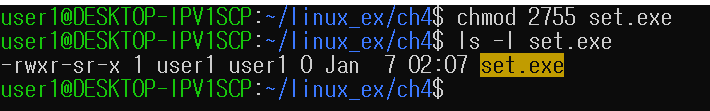 user1@DESKTOP-IPV1SCP:~/linux_ex/ch4$ chmod 2755 set.exe
user1@DESKTOP-IPV1SCP:~/linux_ex/ch4$ ls -l set.exe
-rwxr-sr-x 1 user1 user1 0 Jan  7 02:07 set.exe
user1@DESKTOP-IPV1SCP:~/linux_ex/ch4$